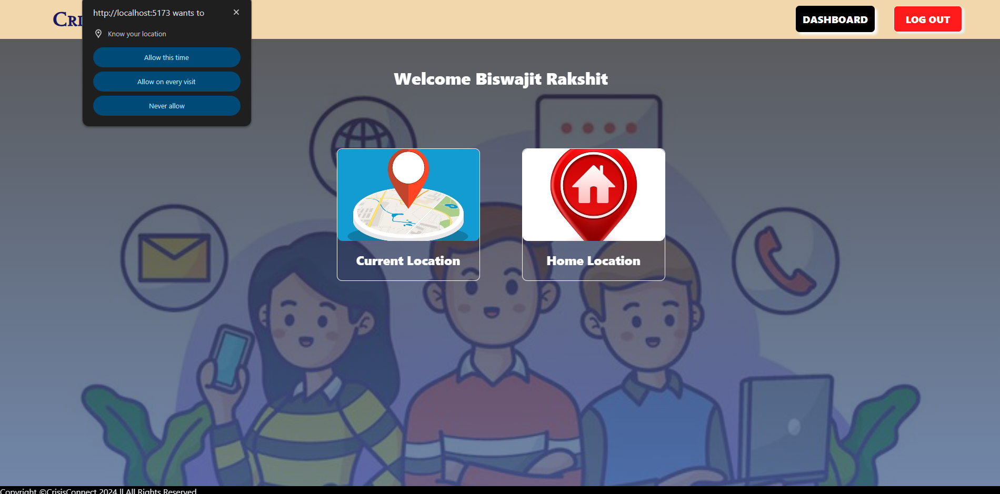 http://localhost:5173 wants to
Know your location
Allow this time
Allow on every visit
Never allow
DASHBOARD
LOG OUT
Welcome Biswajit Rakshit
Current Location
Home Location
Copyright ©CrisisConnect 2024 || All Rights Reserved